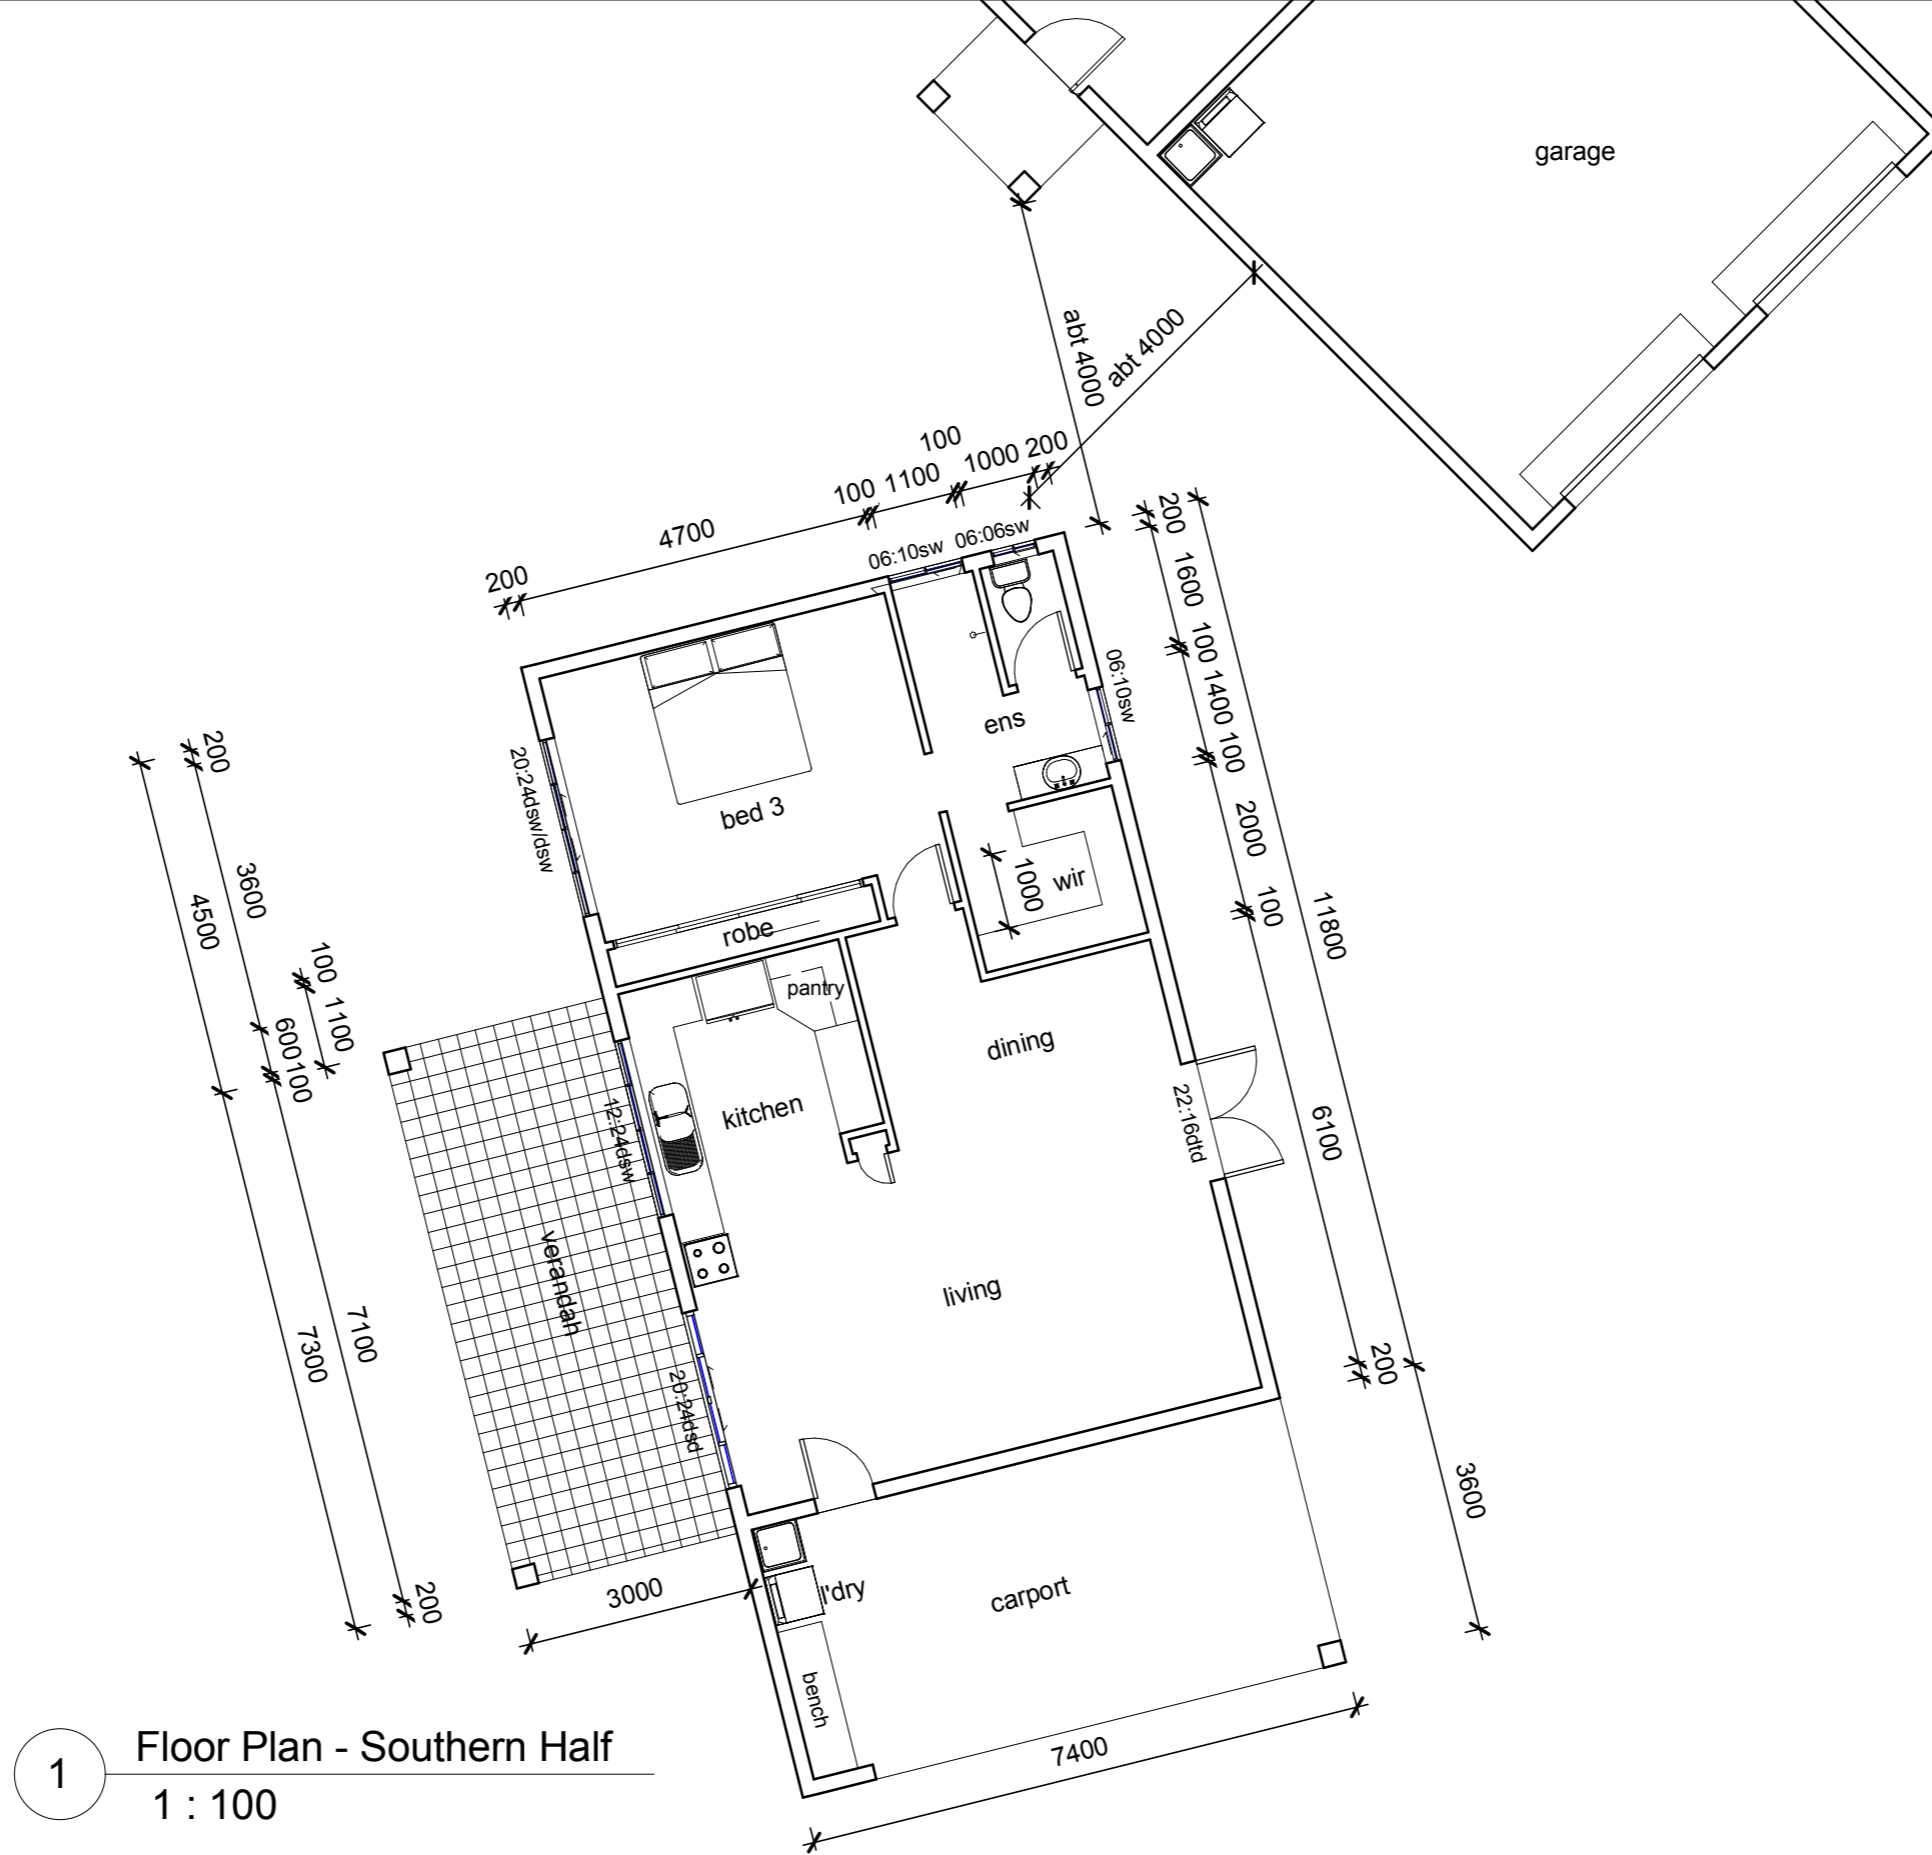 garage
abt 4000
abt 4000
100
100 1100
1000 200
4700
200
06:10sw
06:06sw
200
1600
100
1400
100
2000
100
11800
6100
200
3600
06:10sw
ens
bed 3
20:24dsw/dsw
200
3600
4500
100
1100
600
100
7100
7300
200
1000
wir
robe
pantry
dining
kitchen
12:24dsw
22:16dtd
verandah
living
20:24dsd
3000
l'dry
carport
bench
7400
1
Floor Plan - Southern Half
1 : 100